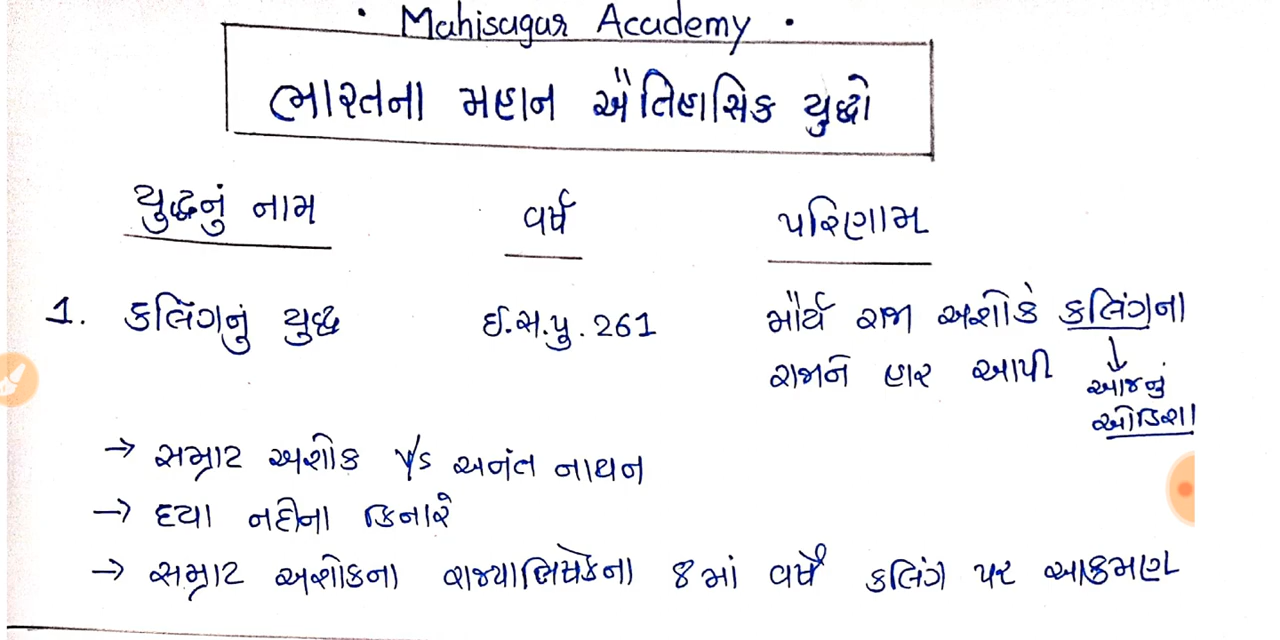 · Mahisagar Academy ·
ભારતના મહાન ઐતિહાસિક યુદ્ધો
યુદ્ધનું નામ વર્ષ પરિણામ
1. કલિંગનું યુદ્ધ ઈ.સ.પુ. 261 મૌર્ય રાજા અશોકે કલિંગના
રાજાને હાર આપી
↓
આજનું
ઓડિશા
→ સમ્રાટ અશોક v/s અનંત નાથન
→ દયા નદીના કિનારે
→ સમ્રાટ અશોકના રાજ્યાભિષેકના 8માં વર્ષે કલિંગ પર આક્રમણ